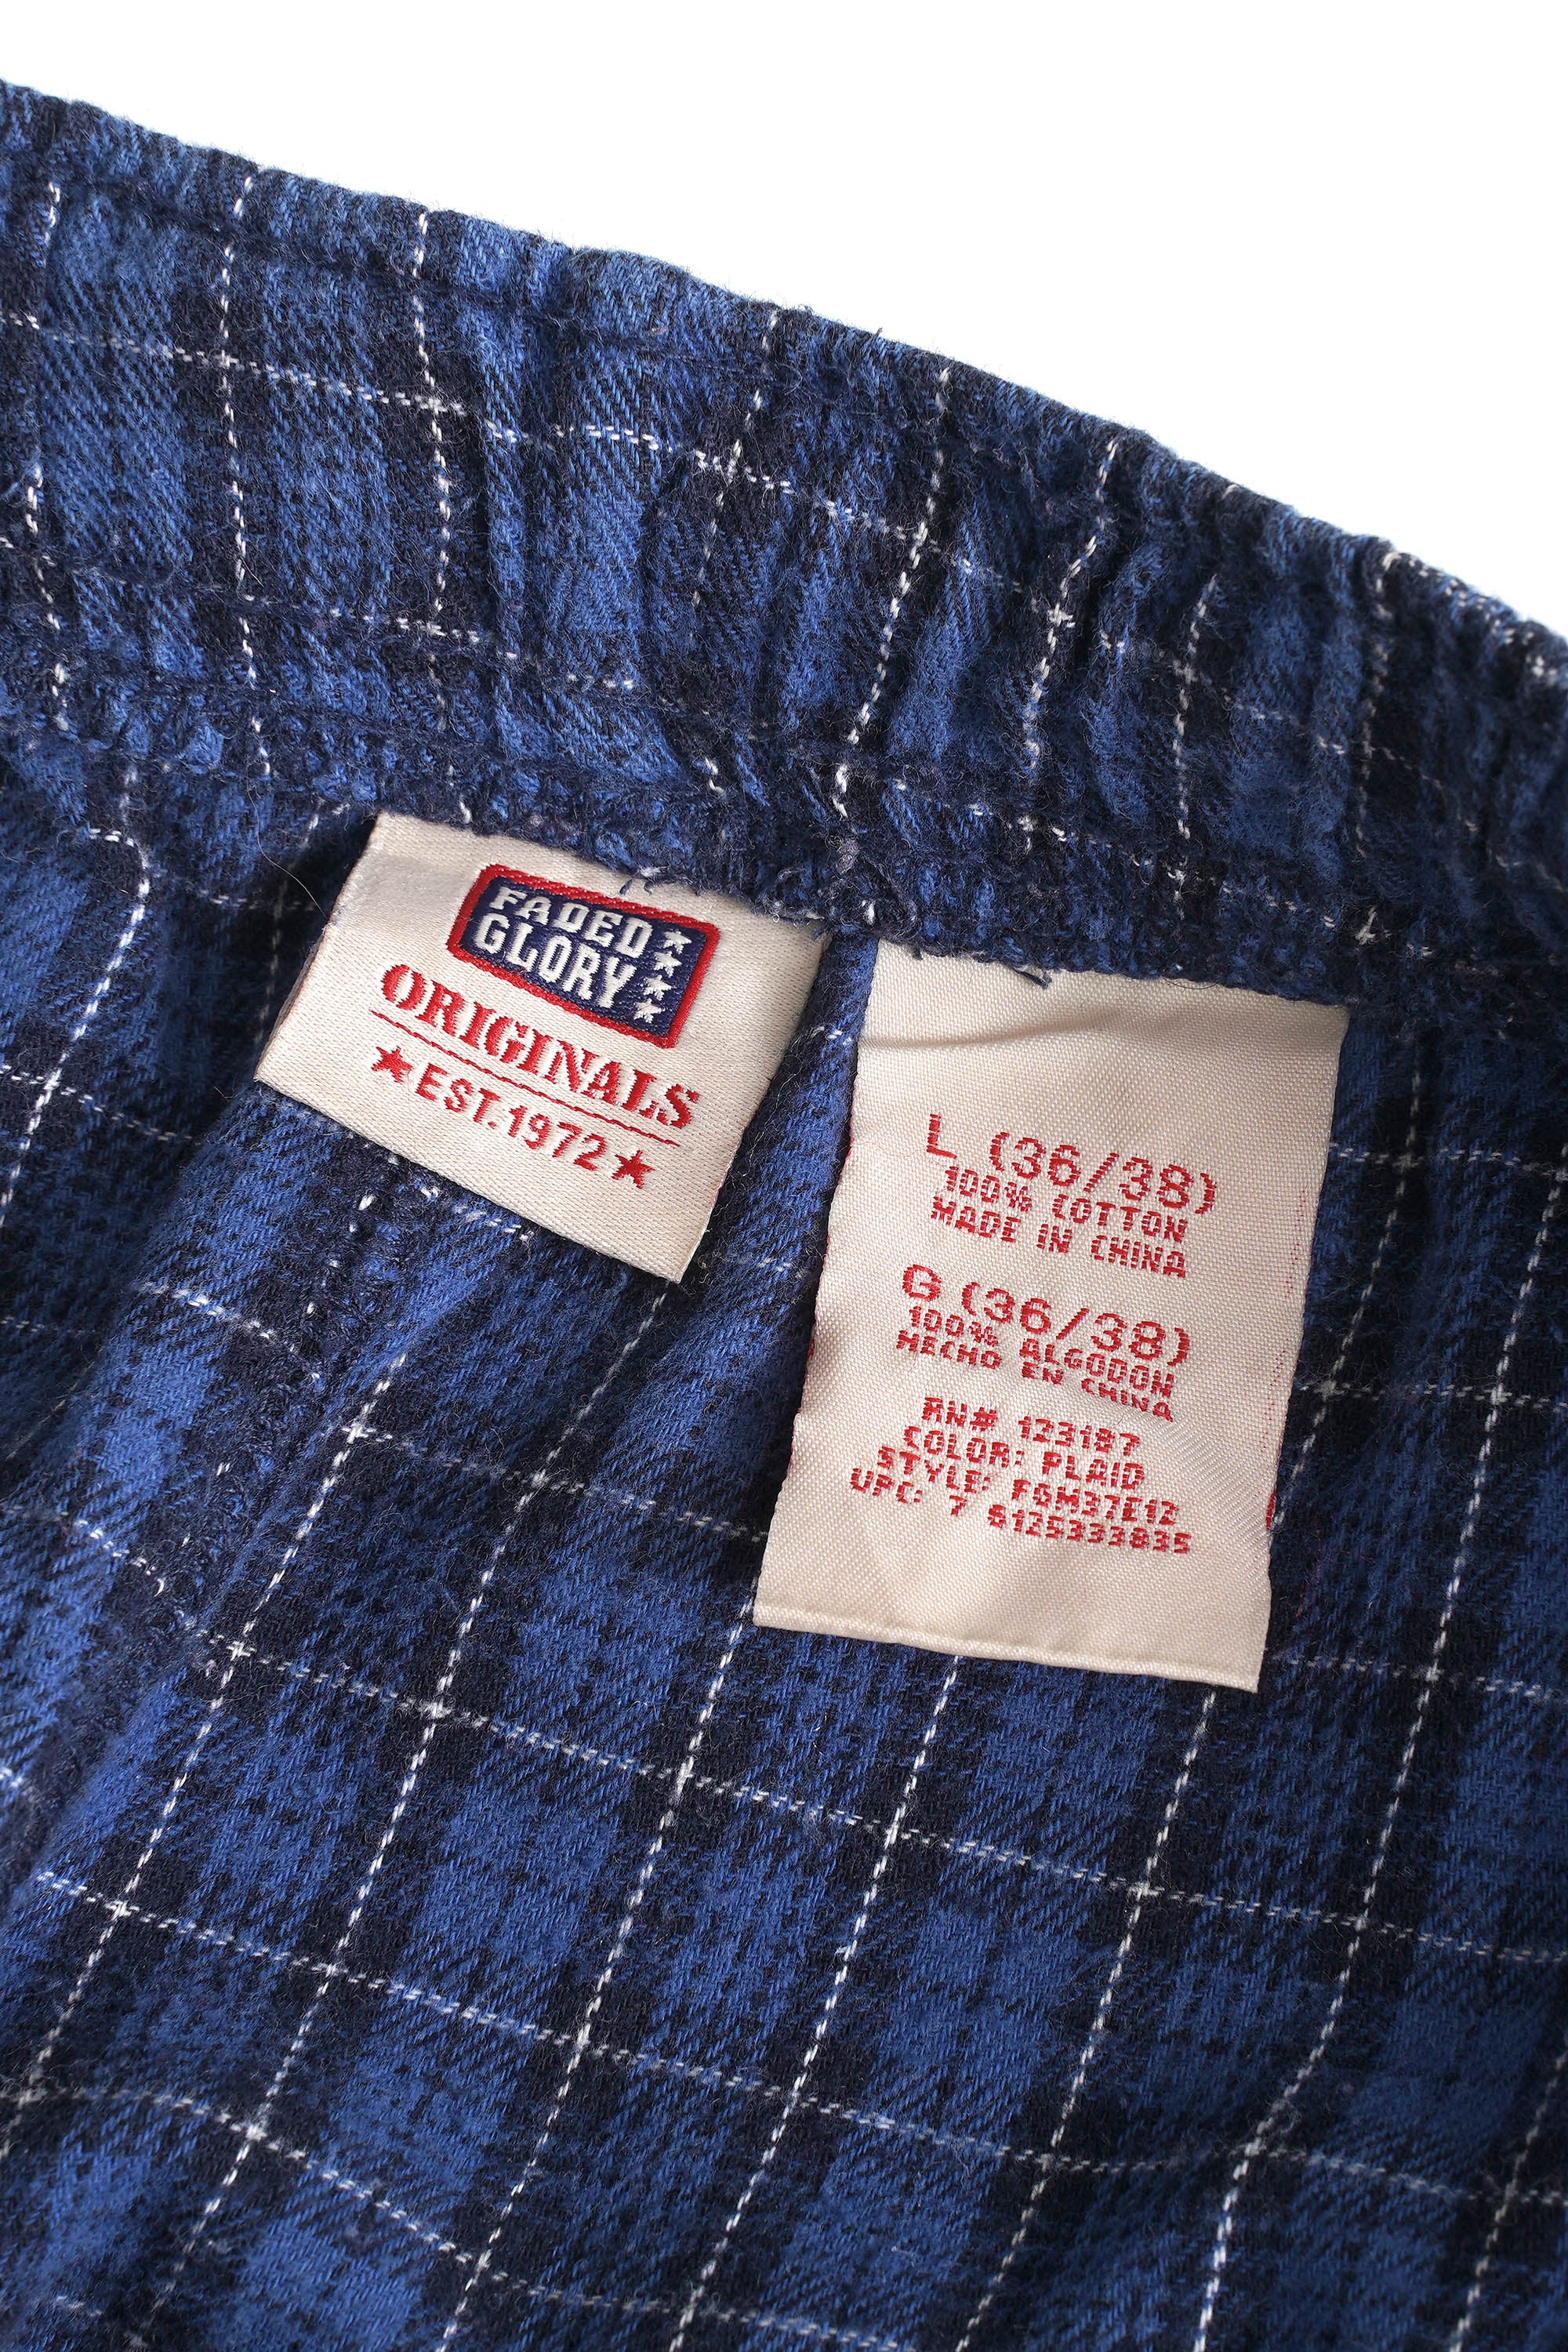 FADED
GLORY
ORIGINALS
EST.1972
L (36/38)
100% COTTON
MADE IN CHINA
G (36/38)
100% ALGODON
HECHO EN CHINA
RN# 123187
COLOR: PLAID
STYLE: FGM37E12
UPC: 7 6125333835